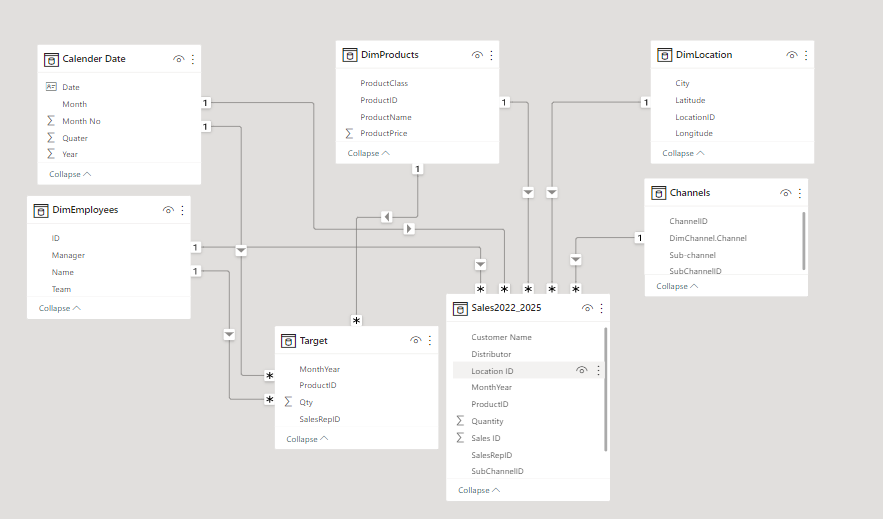 Calender Date
Date
Month
Month No
Quater
Year
Collapse
DimProducts
ProductClass
ProductID
ProductName
ProductPrice
Collapse
DimLocation
City
Latitude
LocationID
Longitude
Collapse
DimEmployees
ID
Manager
Name
Team
Collapse
Channels
ChannelID
DimChannel.Channel
Sub-channel
SubChannelID
Collapse
Target
MonthYear
ProductID
Qty
SalesRepID
Collapse
Sales2022_2025
Customer Name
Distributor
Location ID
MonthYear
ProductID
Quantity
Sales ID
SalesRepID
SubChannelID
Collapse
1
1
1
1
1
1
1
1
*
*
*
*
*
*
*
*